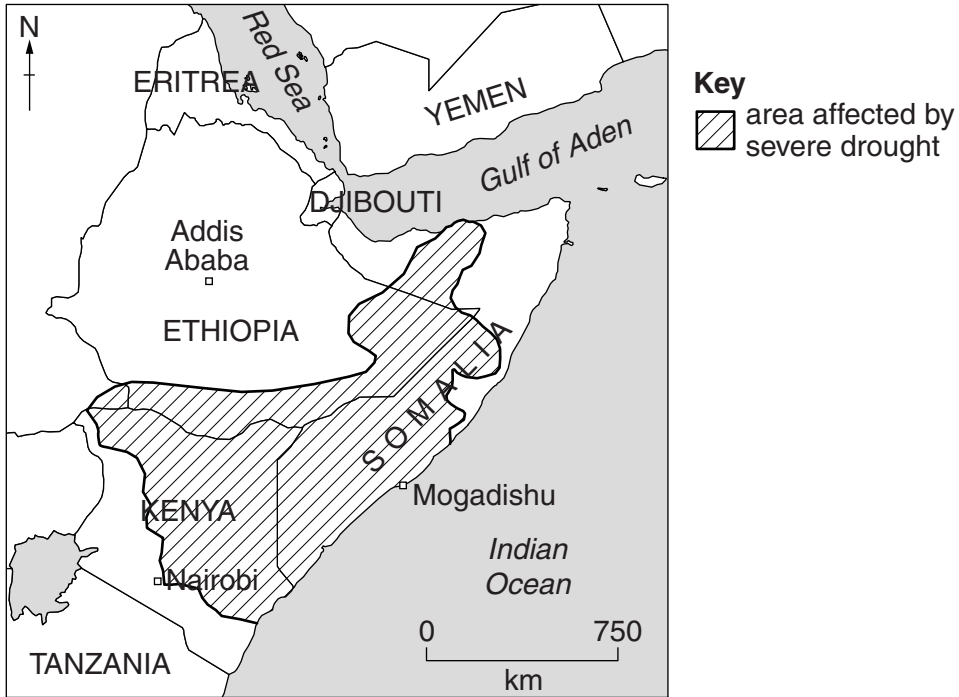 N
Red Sea
ERITREA
YEMEN
Gulf of Aden
DJIBOUTI
Addis
Ababa
ETHIOPIA
SOMALIA
KENYA
Mogadishu
Nairobi
Indian
Ocean
TANZANIA
0 750
km
Key
area affected by
severe drought